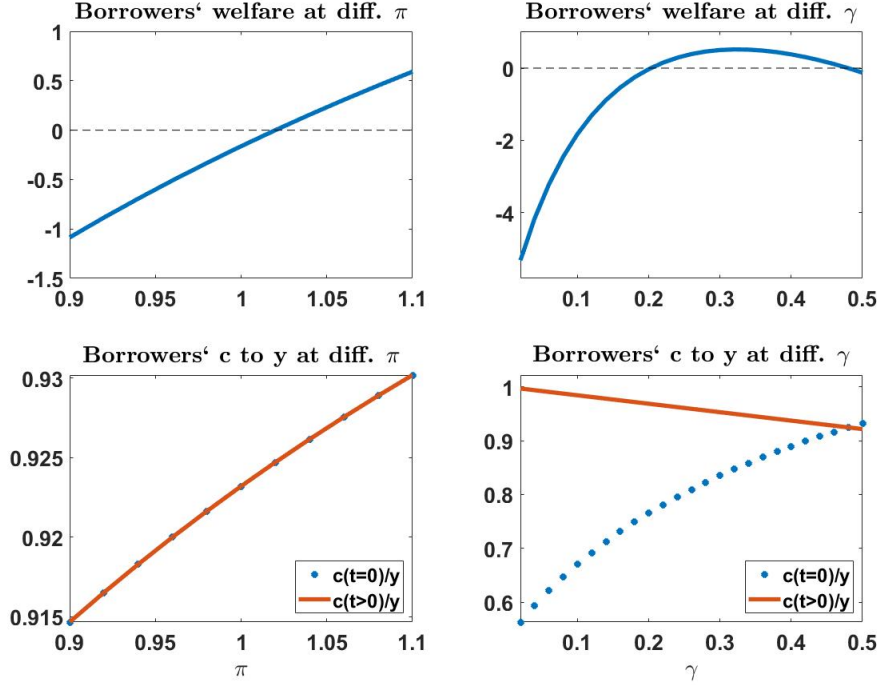 Borrowers‘ welfare at diff. π
1
0.5
0
-0.5
-1
-1.5
0.9 0.95 1 1.05 1.1
Borrowers‘ welfare at diff. γ
0
-2
-4
0.1 0.2 0.3 0.4 0.5
Borrowers‘ c to y at diff. π
0.93
0.925
0.92
0.915
c(t=0)/y
c(t>0)/y
0.9 0.95 1 1.05 1.1
π
Borrowers‘ c to y at diff. γ
1
0.9
0.8
0.7
0.6
c(t=0)/y
c(t>0)/y
0.1 0.2 0.3 0.4 0.5
γ